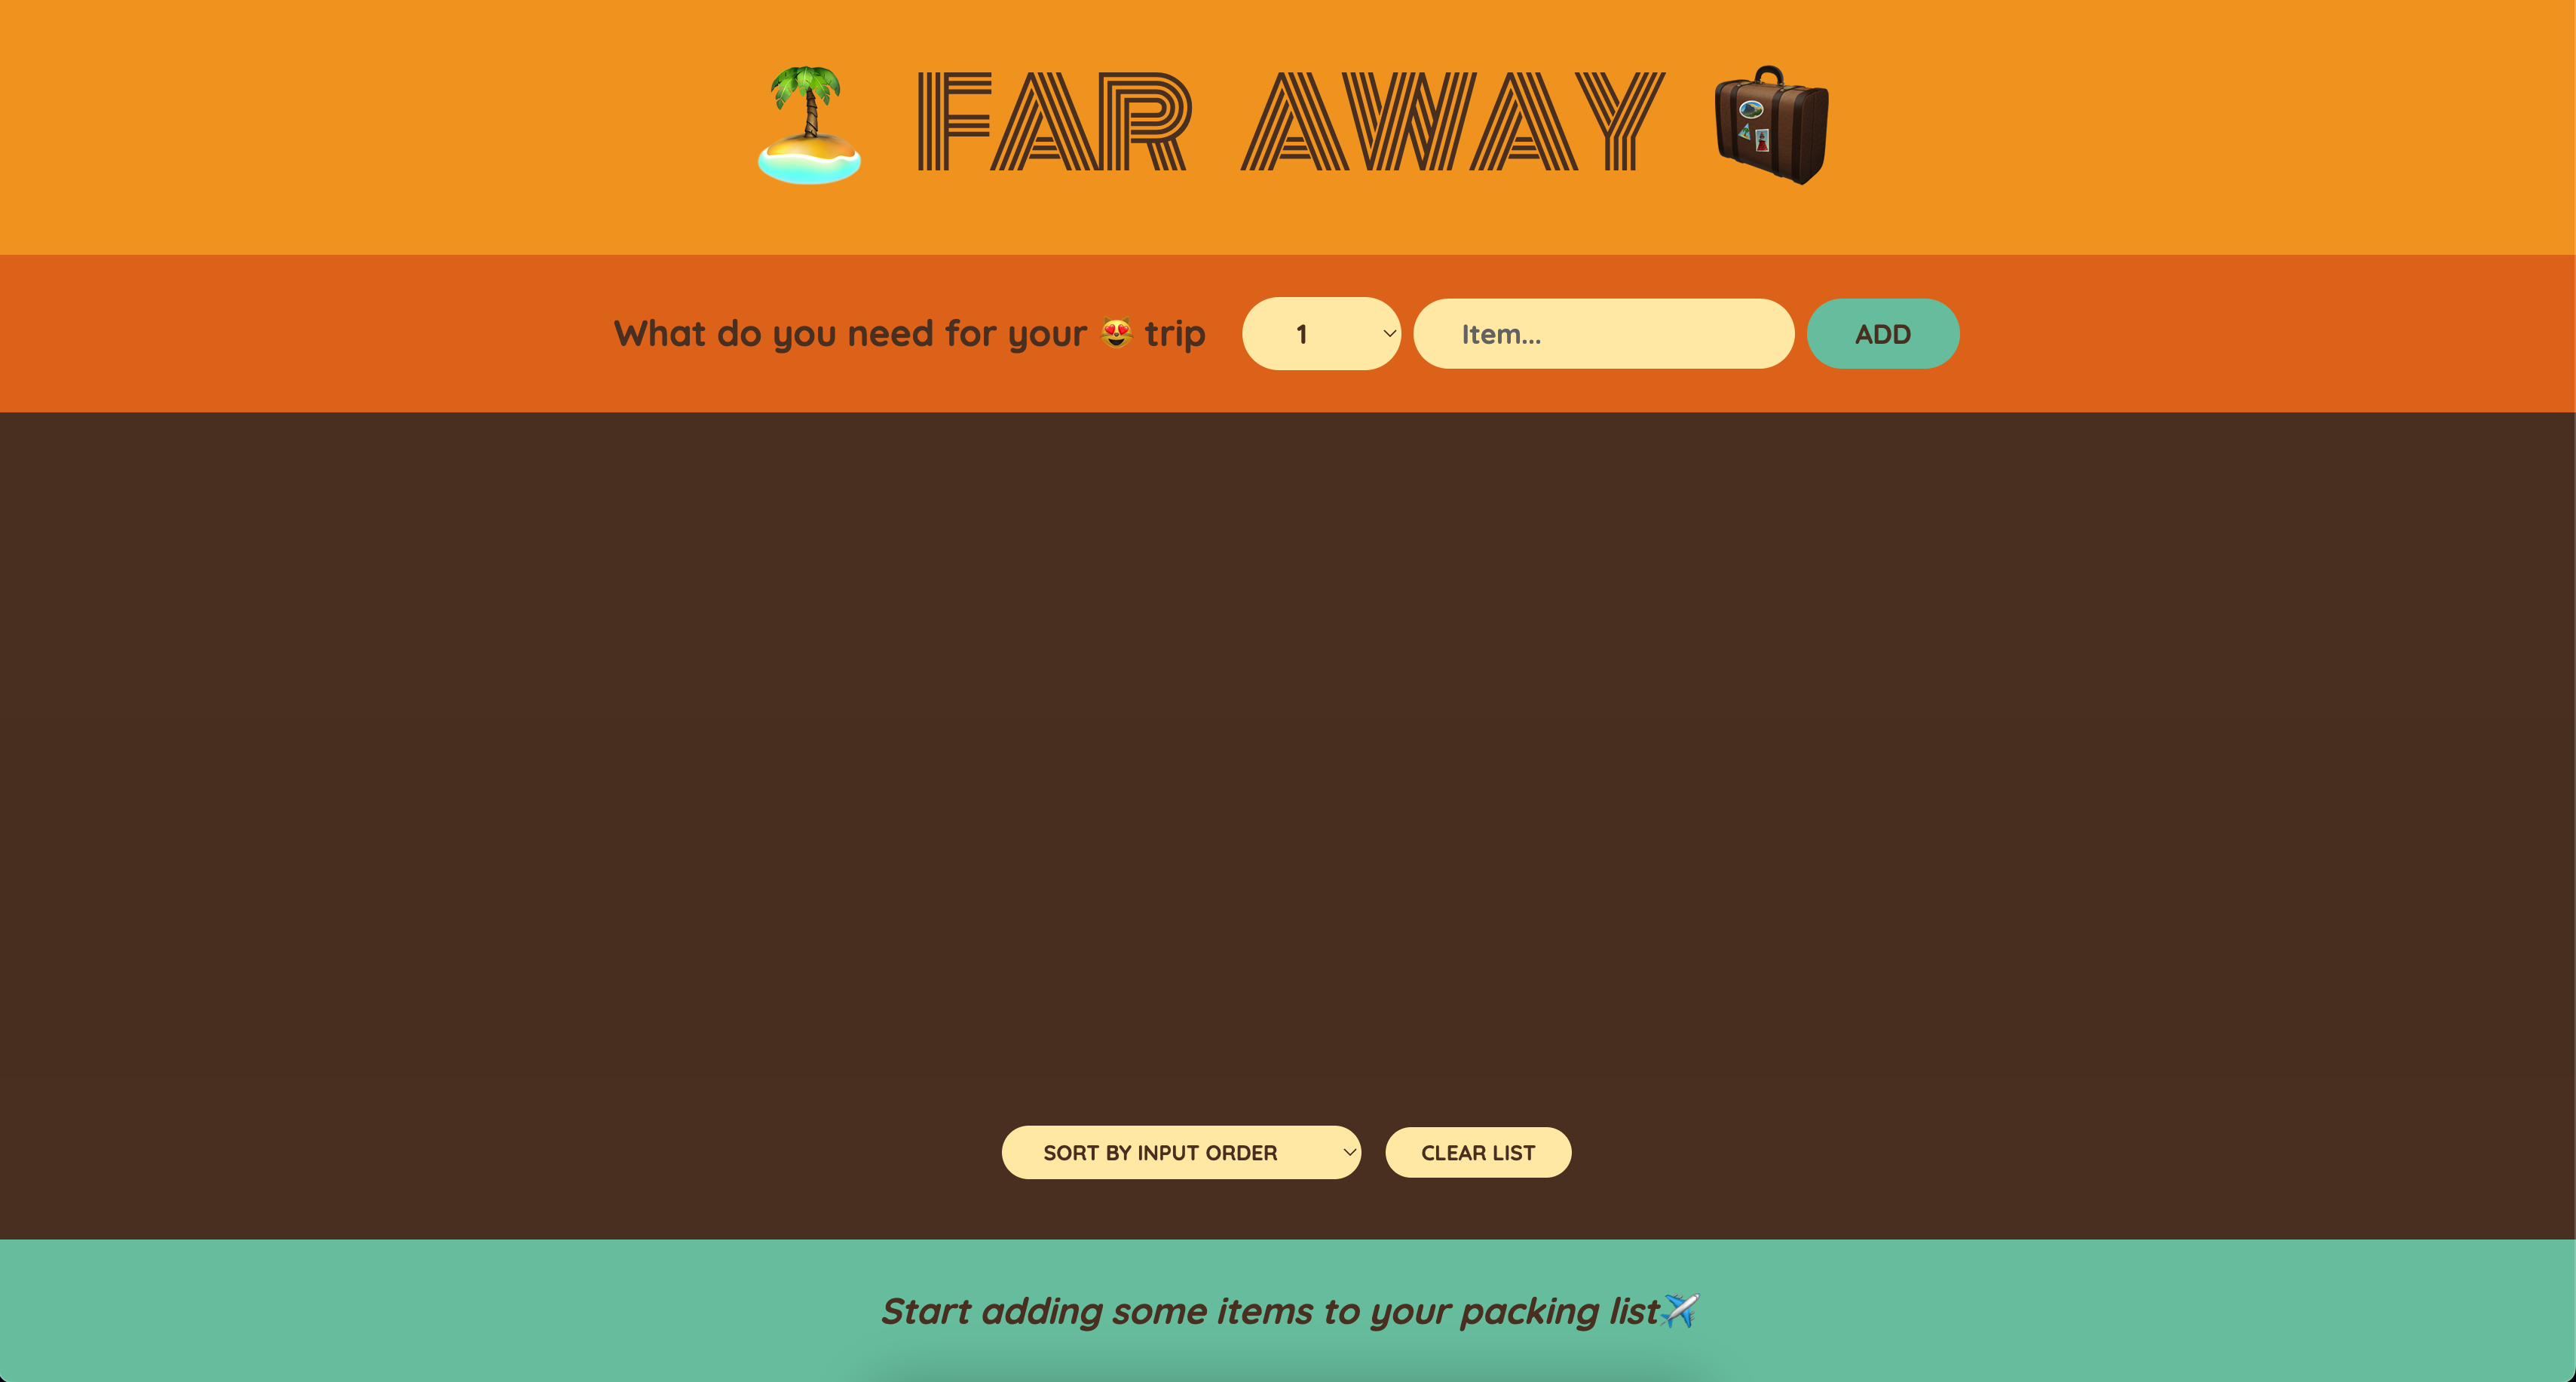 🏝️ FAR AWAY 🧳
What do you need for your 😻 trip
1
Item...
ADD
SORT BY INPUT ORDER
CLEAR LIST
Start adding some items to your packing list✈️